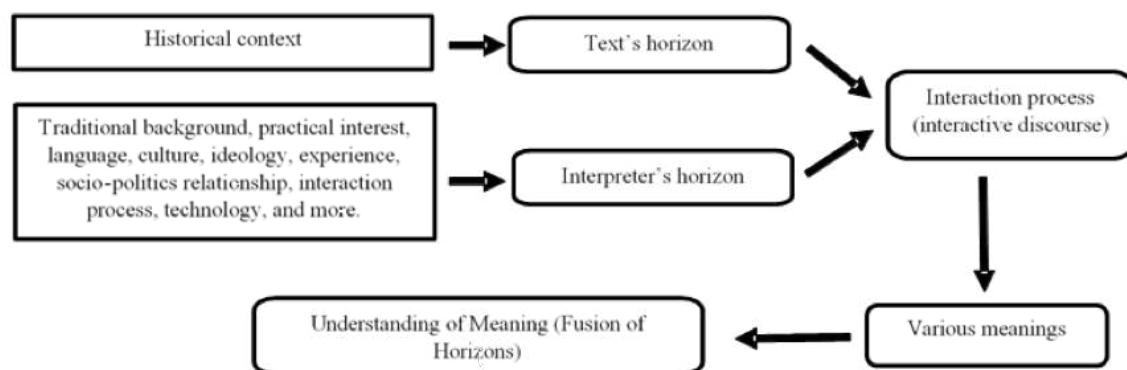 Historical context
Text`s horizon
Traditional background, practical interest,
language, culture, ideology, experience,
socio-politics relationship, interaction
process, technology, and more.
Interpreter`s horizon
Interaction process
(interactive discourse)
Various meanings
Understanding of Meaning (Fusion of
Horizons)